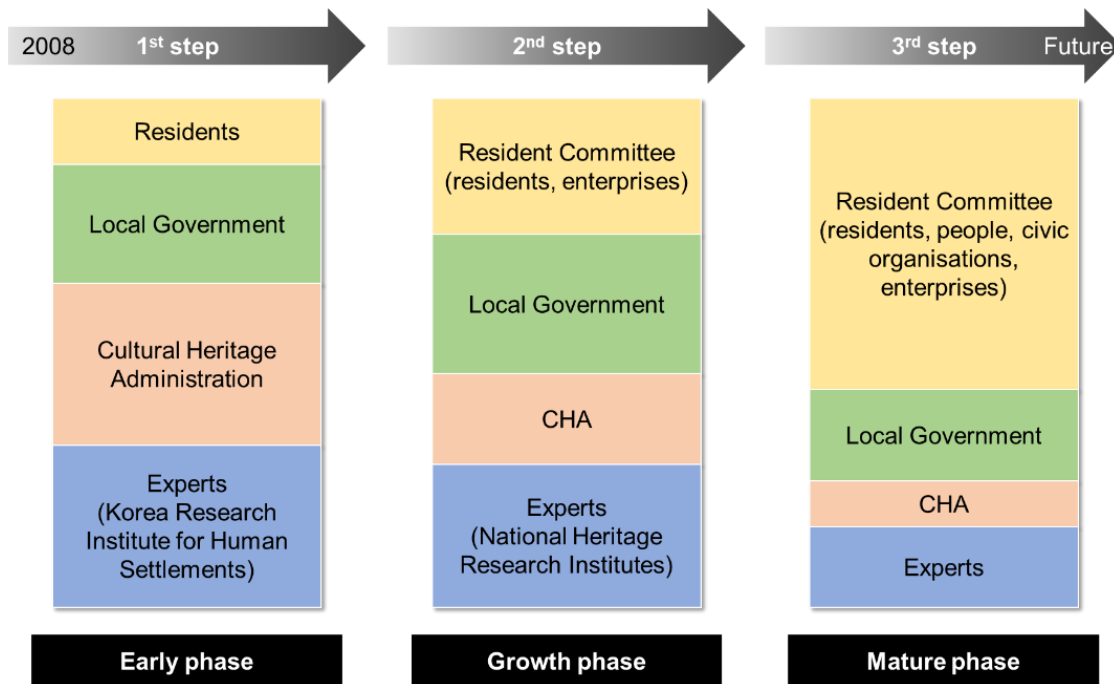 2008
1st step
2nd step
3rd step
Future
Residents
Local Government
Cultural Heritage
Administration
Experts
(Korea Research
Institute for Human
Settlements)
Early phase
Resident Committee
(residents, enterprises)
Local Government
CHA
Experts
(National Heritage
Research Institutes)
Growth phase
Resident Committee
(residents, people, civic
organisations,
enterprises)
Local Government
CHA
Experts
Mature phase